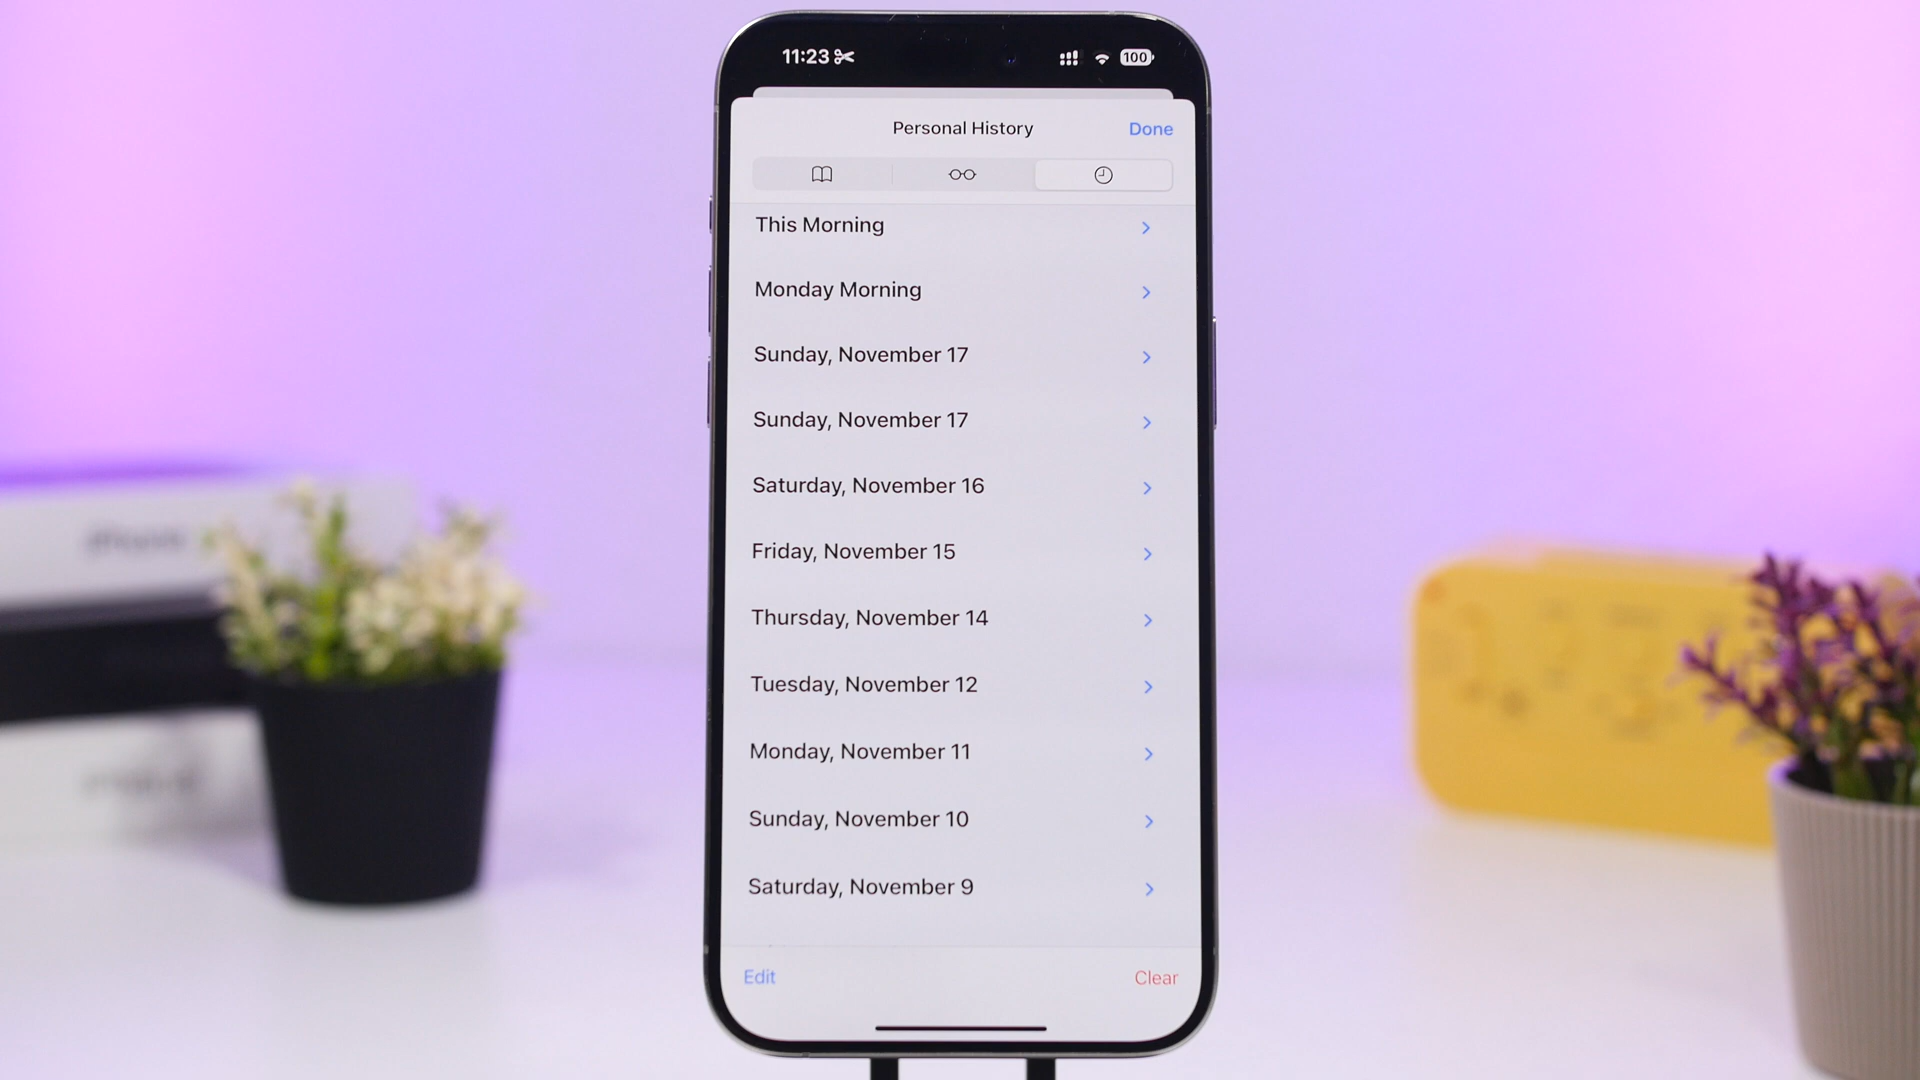 11:23
100
Personal History
Done
This Morning
Monday Morning
Sunday, November 17
Sunday, November 17
Saturday, November 16
Friday, November 15
Thursday, November 14
Tuesday, November 12
Monday, November 11
Sunday, November 10
Saturday, November 9
Edit
Clear